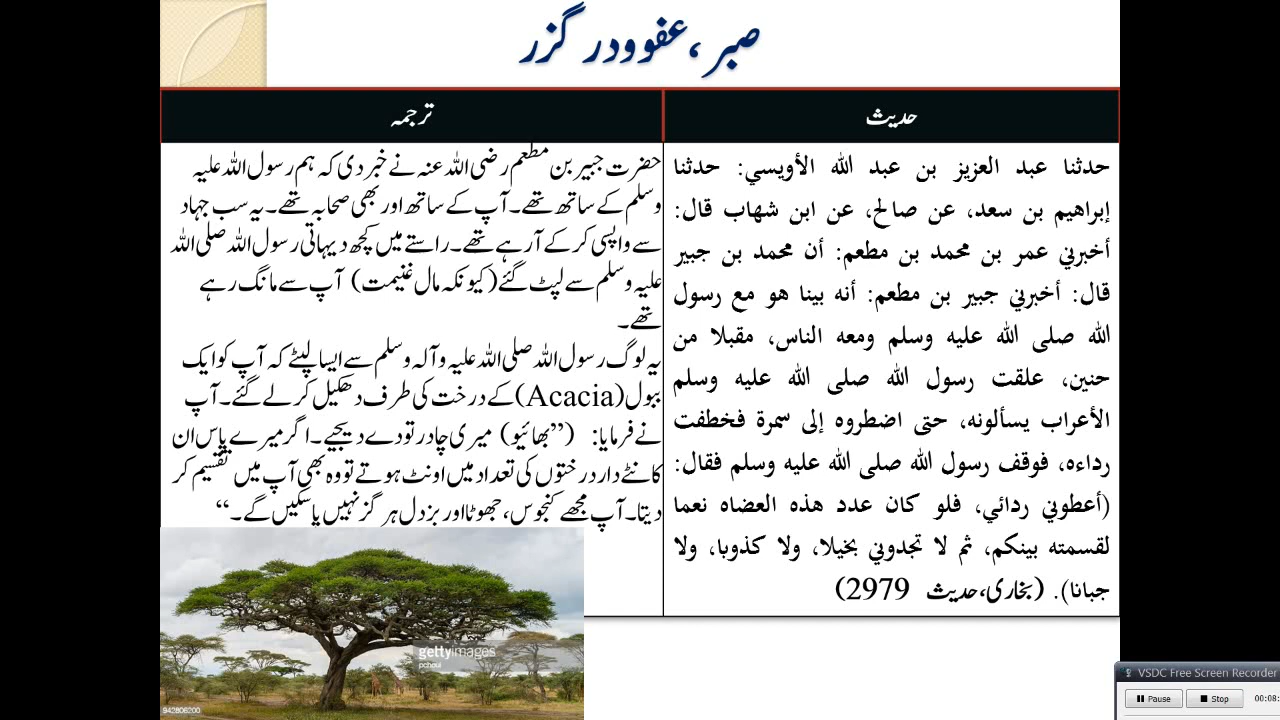 صبر ،عفوودر گزر
حدیث
ترجمہ
حدثنا عبد العزيز بن عبد الله الأويسي: حدثنا
إبراهيم بن سعد، عن صالح، عن ابن شهاب قال:
أخبرني عمر بن محمد بن مطعم: أن محمد بن جبير
قال: أخبرني جبير بن مطعم: أنه بينا هو مع رسول
الله صلى الله عليه وسلم ومعه الناس، مقبلا من
حنين، علقت رسول الله صلى الله عليه وسلم
الأعراب يسألونه، حتى اضطروه إلى سمرة فخطفت
رداءه، فوقف رسول الله صلى الله عليه وسلم فقال:
(أعطوني ردائي، فلو كان عدد هذه العضاه نعما
لقسمته بينكم، ثم لا تجدوني بخيلا، ولا كذوبا، ولا
جبانا). (بخاری،حدیث 2979)
حضرت جبیر بن مطعم رضی اللہ عنہ نے خبر دی کہ ہم رسول اللہ علیہ
وسلم کے ساتھ تھے۔آپ کے ساتھ اور بھی صحابہ تھے۔یہ سب جہاد
سے واپسی کر کے آرہے تھے۔راستے میں کچھ دیہاتی رسول اللہ صلی اللہ
علیہ وسلم سے لپٹ گئے(کیونکہ مال غنیمت) آپ سے مانگ رہے
تھے۔
یہ لوگ رسول اللہ صلی اللہ علیہ وآلہ وسلم سے ایسا لپٹے کہ آپ کو ایک
ببول(Acacia)کے درخت کی طرف دھکیل کر لے گئے۔آپ
نے فرمایا: (”بھائیو) میری چادر تو دے دیجیے۔اگر میرے پاس ان
کانٹے دار درختوں کی تعداد میں اونٹ ہوتے تو وہ بھی آپ میں تقسیم کر
دیتا۔آپ مجھے کنجوس،جھوٹا اور بزدل ہر گز نہیں پا سکیں گے۔“
gettyimages
pchoui
942806200
VSDC Free Screen Recorder
Pause Stop 00:08: